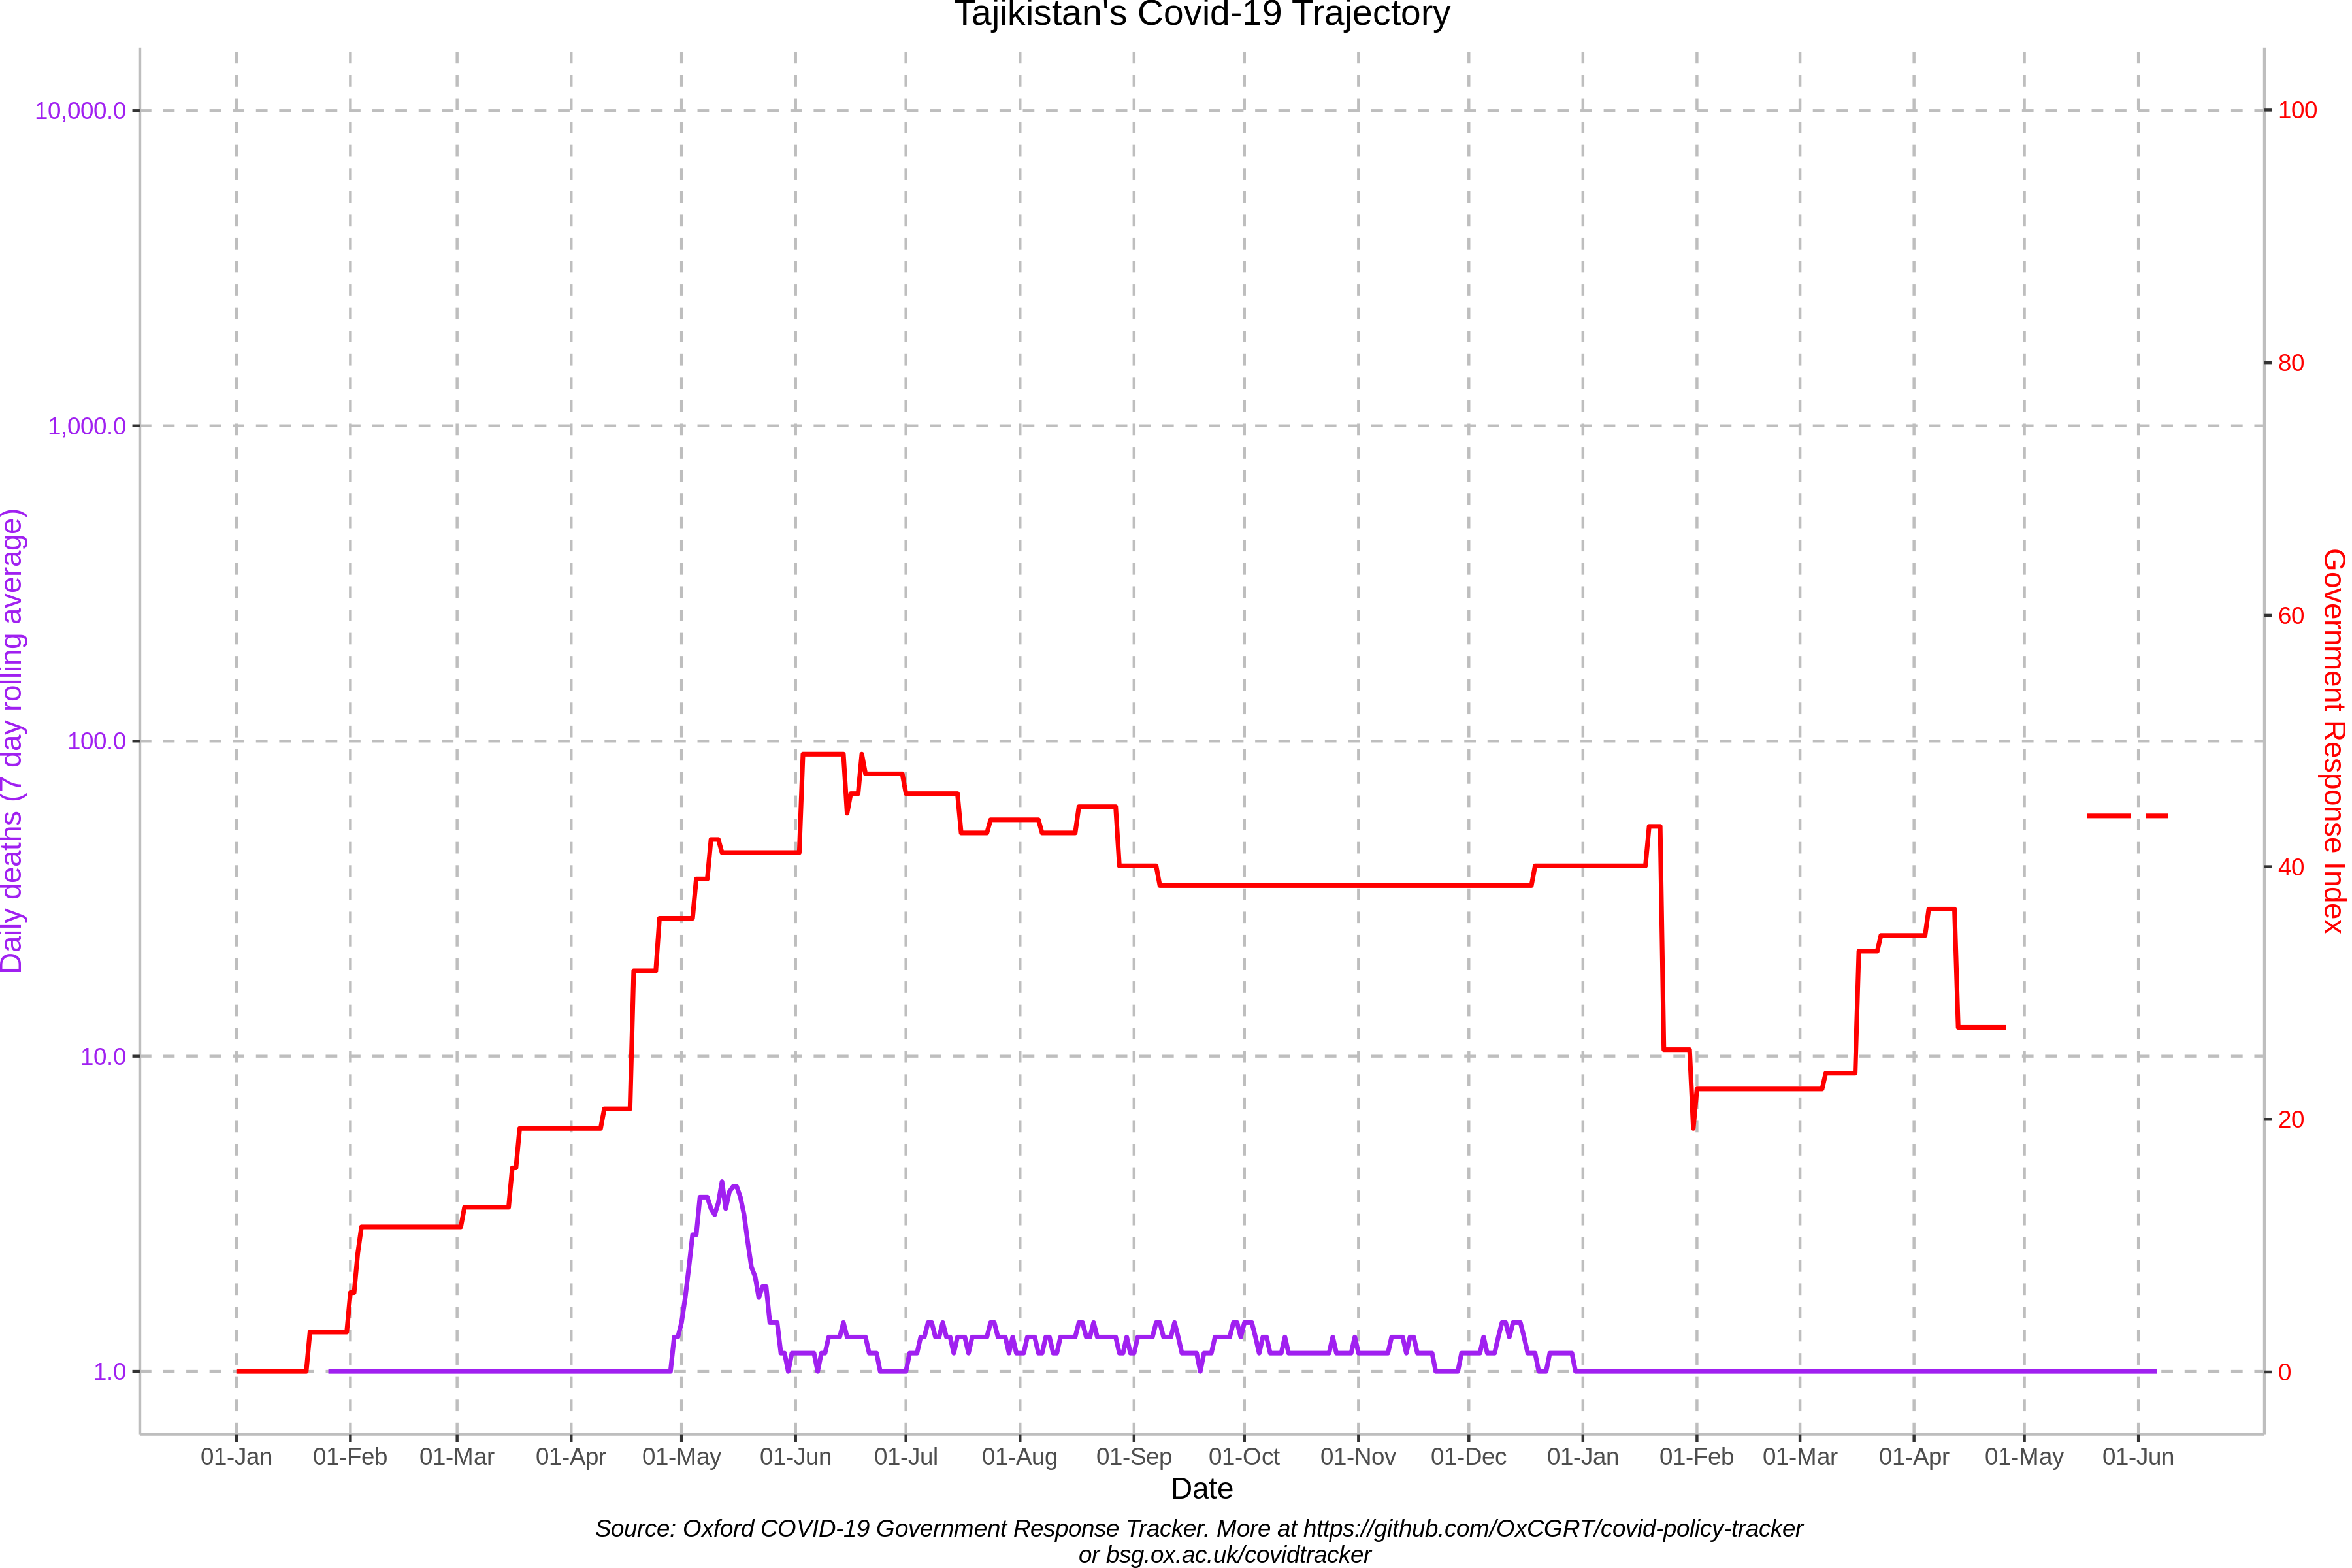 Tajikistan's Covid-19 Trajectory
10,000.0
1,000.0
100.0
10.0
1.0
Daily deaths (7 day rolling average)
100
80
60
40
20
0
Government Response Index
01-Jan 01-Feb 01-Mar 01-Apr 01-May 01-Jun 01-Jul 01-Aug 01-Sep 01-Oct 01-Nov 01-Dec 01-Jan 01-Feb 01-Mar 01-Apr 01-May 01-Jun
Date
Source: Oxford COVID-19 Government Response Tracker. More at https://github.com/OxCGRT/covid-policy-tracker
or bsg.ox.ac.uk/covidtracker